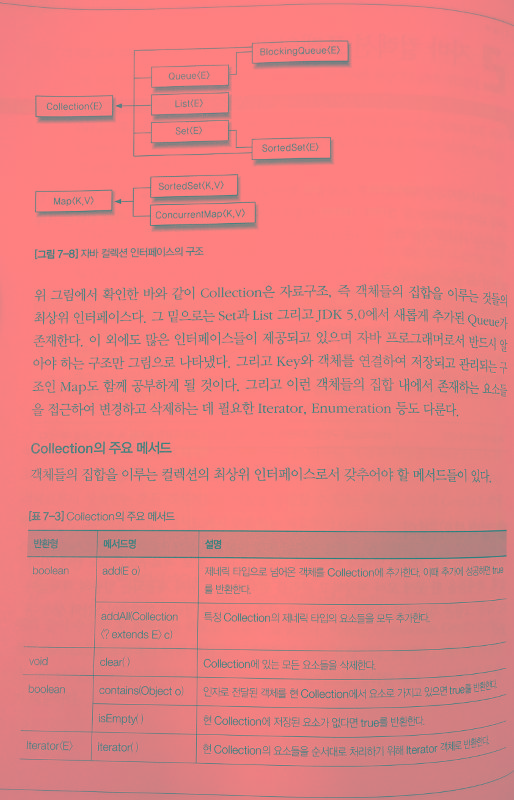 BlockingQueue⟨E⟩
Queue⟨E⟩
Collection⟨E⟩
List⟨E⟩
Set⟨E⟩
SortedSet⟨E⟩
SortedSet⟨K,V⟩
Map⟨K,V⟩
ConcurrentMap⟨K,V⟩
[그림 7-8] 자바 컬렉션 인터페이스의 구조
위 그림에서 확인한 바와 같이 Collection은 자료구조, 즉 객체들의 집합을 이루는 것들의
최상위 인터페이스다. 그 밑으로는 Set과 List 그리고 JDK 5.0에서 새롭게 추가된 Queue가
존재한다. 이 외에도 많은 인터페이스들이 제공되고 있으며 자바 프로그래머로서 반드시 알
아야 하는 구조만 그림으로 나타냈다. 그리고 Key와 객체를 연결하여 저장되고 관리되는 구
조인 Map도 함께 공부하게 될 것이다. 그리고 이런 객체들의 집합 내에서 존재하는 요소들
을 접근하여 변경하고 삭제하는 데 필요한 Iterator, Enumeration 등도 다룬다.
Collection의 주요 메서드
객체들의 집합을 이루는 컬렉션의 최상위 인터페이스로서 갖추어야 할 메서드들이 있다.
[표 7-3] Collection의 주요 메서드
반환형 메서드명 설명
boolean add(E o) 제네릭 타입으로 넘어온 객체를 Collection에 추가한다. 이때 추가에 성공하면 true
를 반환한다.
addAll(Collection 특정 Collection의 제네릭 타입의 요소들을 모두 추가한다.
⟨? extends E⟩ c)
void clear( ) Collection에 있는 모든 요소들을 삭제한다.
boolean contains(Object o) 인자로 전달된 객체를 현 Collection에서 요소로 가지고 있으면 true를 반환한다.
isEmpty( ) 현 Collection에 저장된 요소가 없다면 true를 반환한다.
Iterator⟨E⟩ iterator( ) 현 Collection의 요소들을 순서대로 처리하기 위해 Iterator 객체로 반환한다.